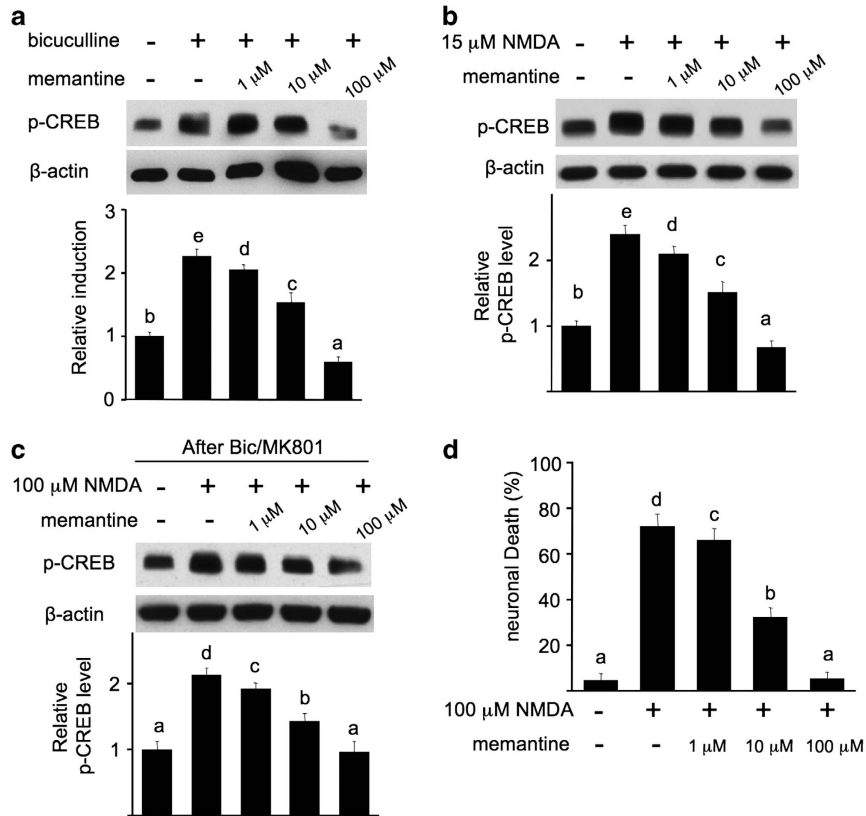 a
bicuculline - + + + +
memantine - - 1 μM 10 μM 100 μM
p-CREB
β-actin
Relative induction
3
2
1
0
b e d c a
b
15 μM NMDA - + + + +
memantine - - 1 μM 10 μM 100 μM
p-CREB
β-actin
Relative
p-CREB level
2
1
b e d c a
c
After Bic/MK801
100 μM NMDA - + + + +
memantine - - 1 μM 10 μM 100 μM
p-CREB
β-actin
Relative
p-CREB level
2
1
a d c b a
d
neuronal Death (%)
100
80
60
40
20
a d c b a
100 μM NMDA - + + + +
memantine - - 1 μM 10 μM 100 μM